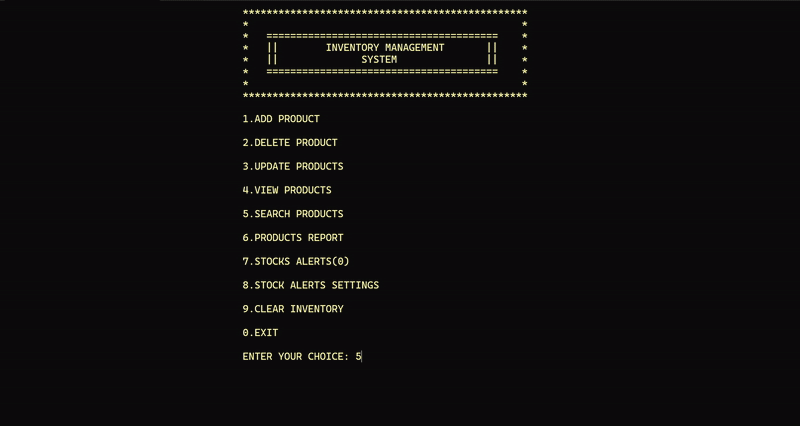 ************************************************
*                                              *
*   =======================================   *
*   ||        INVENTORY MANAGEMENT       ||    *
*   ||              SYSTEM               ||    *
*   =======================================   *
*                                              *
************************************************
1.ADD PRODUCT
2.DELETE PRODUCT
3.UPDATE PRODUCTS
4.VIEW PRODUCTS
5.SEARCH PRODUCTS
6.PRODUCTS REPORT
7.STOCKS ALERTS(0)
8.STOCK ALERTS SETTINGS
9.CLEAR INVENTORY
0.EXIT
ENTER YOUR CHOICE: 5